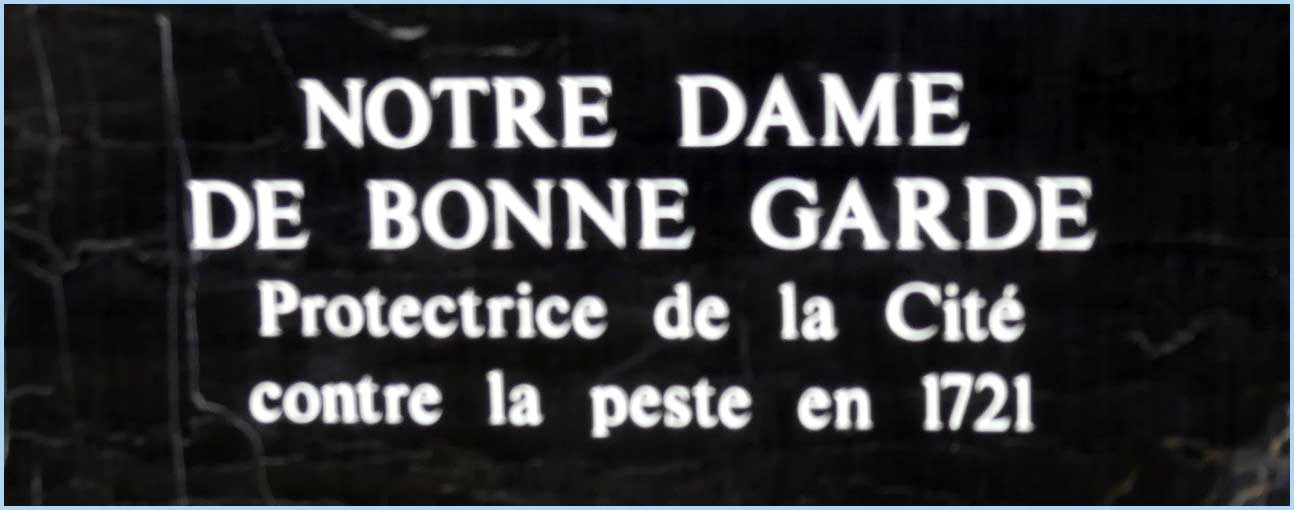 NOTRE DAME
DE BONNE GARDE
Protectrice de la Cité
contre la peste en 1721